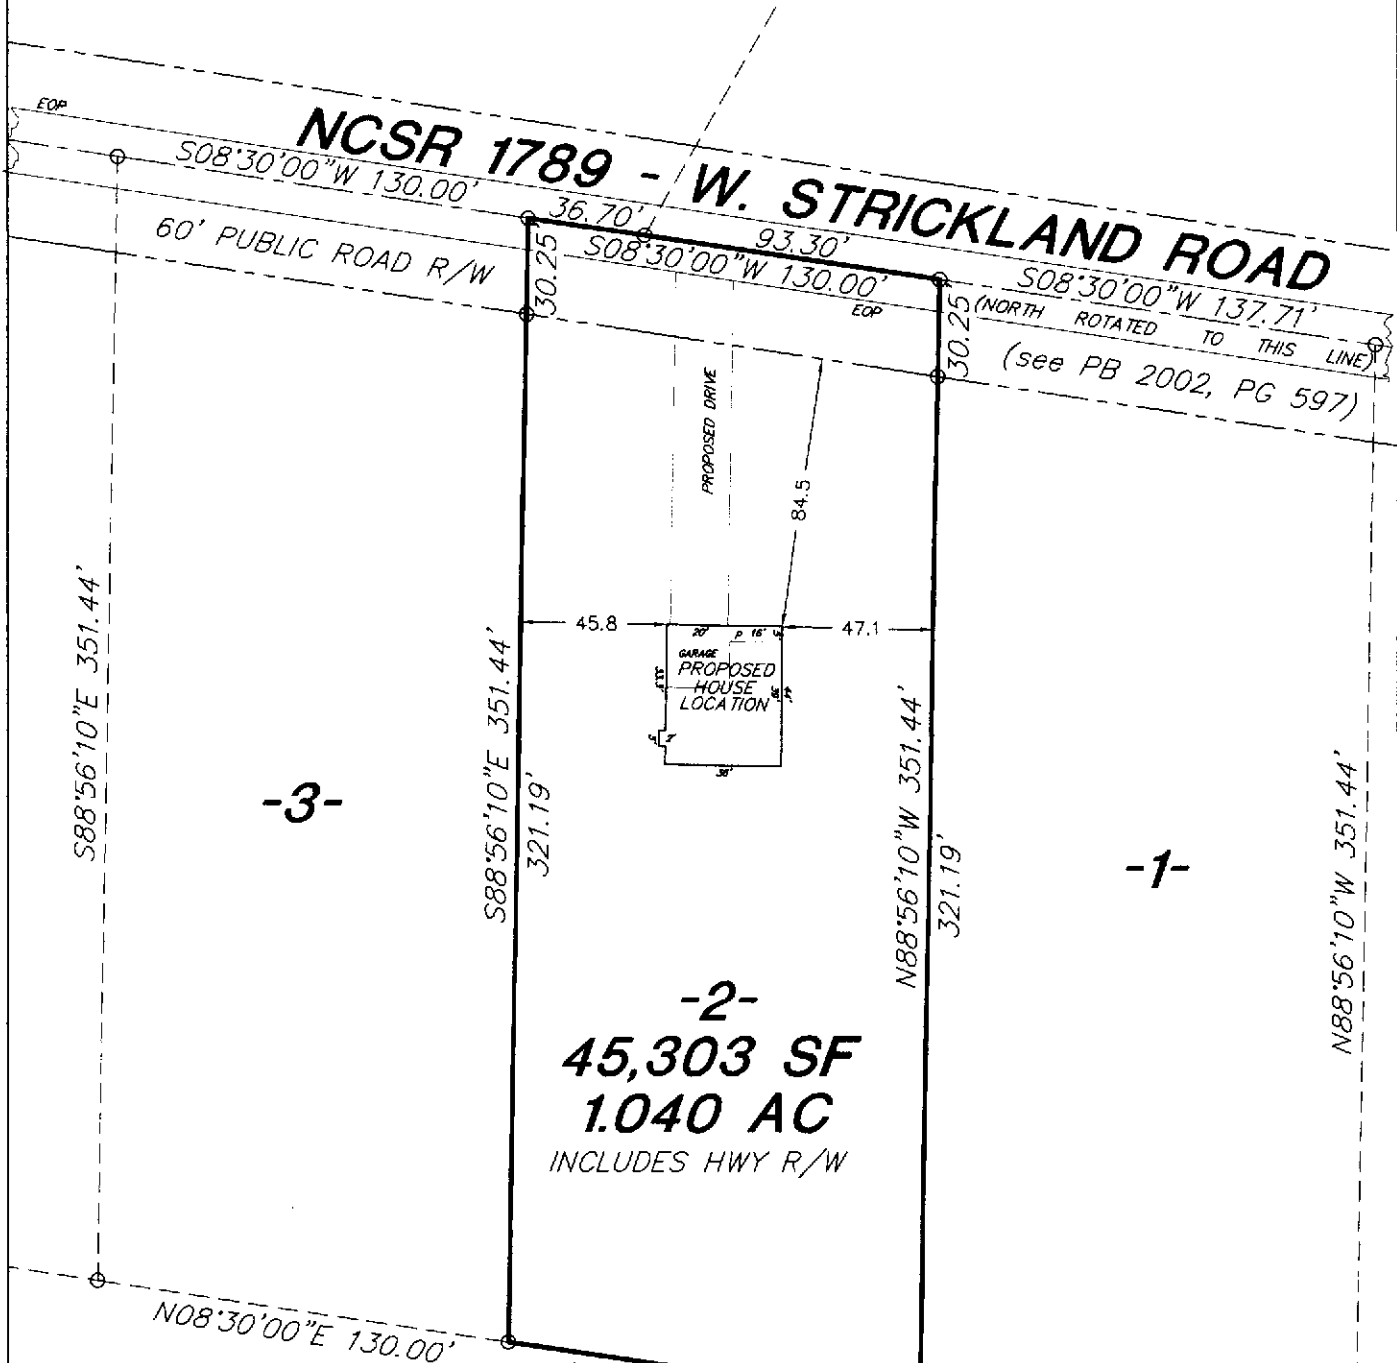 EOP
NCSR 1789 - W. STRICKLAND ROAD
S08°30'00"W 130.00'
36.70'
93.30'
S08°30'00"W 130.00'
S08°30'00"W 137.71'
60' PUBLIC ROAD R/W
30.25'
EOP
30.25'
(NORTH ROTATED TO THIS LINE)
(see PB 2002, PG 597)
PROPOSED DRIVE
84.5
45.8
47.1
20'
P
16'
GARAGE
PROPOSED
HOUSE
LOCATION
33.3'
39'
44'
38'
S88°56'10"E 351.44'
S88°56'10"E 351.44'
321.19'
N88°56'10"W 351.44'
321.19'
N88°56'10"W 351.44'
-3-
-1-
-2-
45,303 SF
1.040 AC
INCLUDES HWY R/W
N08°30'00"E 130.00'